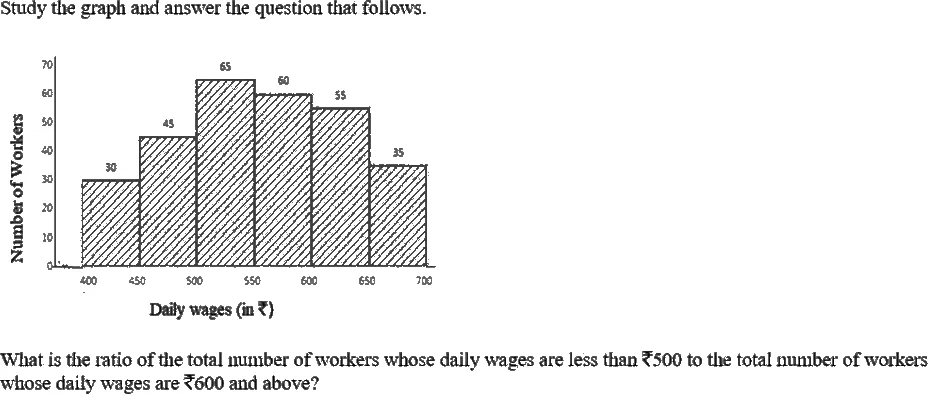 Study the graph and answer the question that follows.
70
65
60
60
55
50
45
40
35
30
30
20
10
0
Number of Workers
400 450 500 550 600 650 700
Daily wages (in ₹)
What is the ratio of the total number of workers whose daily wages are less than ₹500 to the total number of workers
whose daily wages are ₹600 and above?